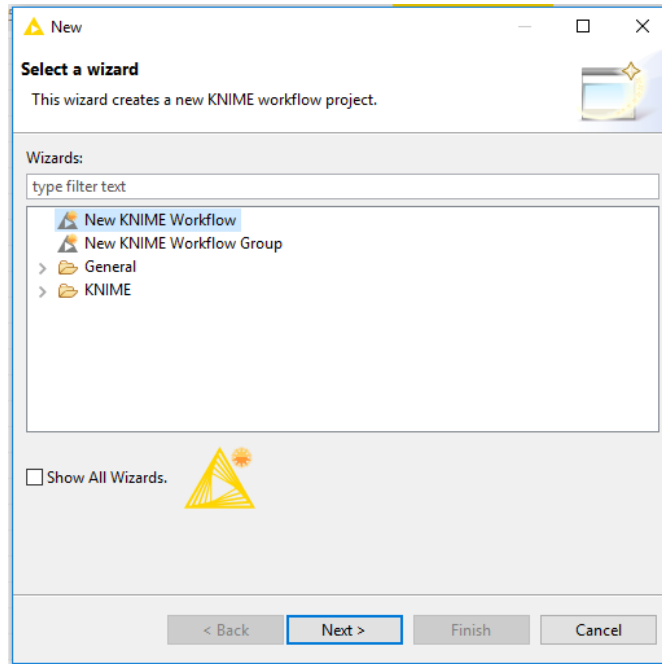 New
Select a wizard
This wizard creates a new KNIME workflow project.
Wizards:
type filter text
New KNIME Workflow
New KNIME Workflow Group
General
KNIME
Show All Wizards.
< Back Next > Finish Cancel